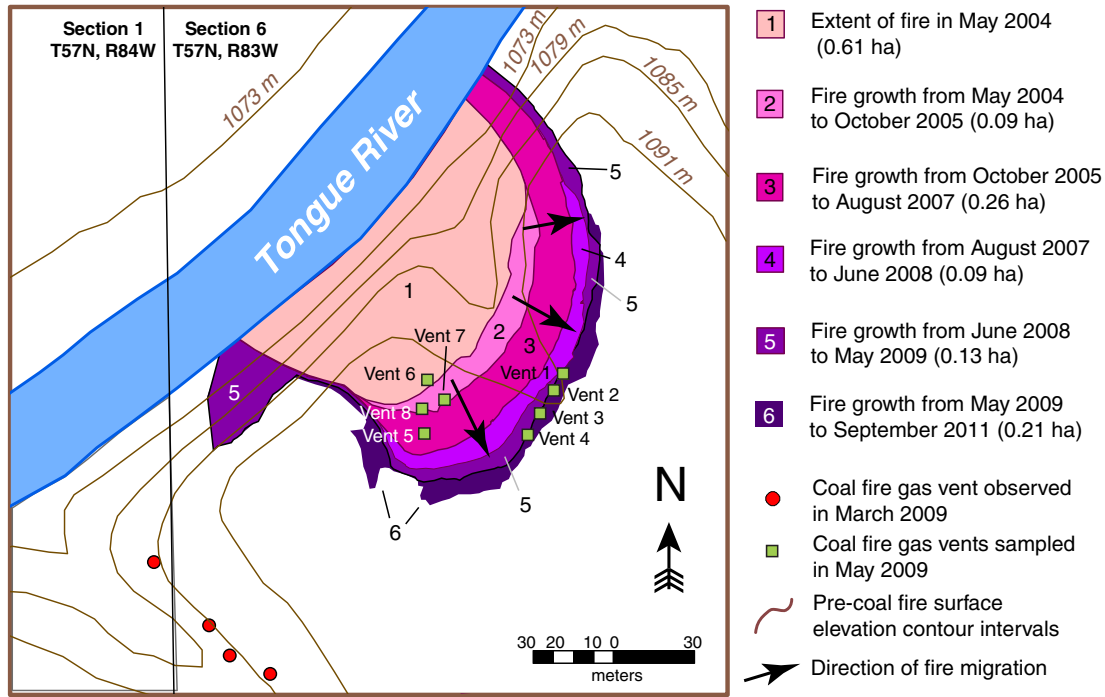 Section 1
T57N, R84W
Section 6
T57N, R83W
1073 m
1073 m
1079 m
1085 m
1091 m
Tongue River
5
4
5
1
2
3
Vent 7
Vent 6
Vent 1
Vent 2
Vent 8
Vent 3
Vent 5
Vent 4
5
5
6
N
30 20 10 0 30
meters
1 Extent of fire in May 2004
(0.61 ha)
2 Fire growth from May 2004
to October 2005 (0.09 ha)
3 Fire growth from October 2005
to August 2007 (0.26 ha)
4 Fire growth from August 2007
to June 2008 (0.09 ha)
5 Fire growth from June 2008
to May 2009 (0.13 ha)
6 Fire growth from May 2009
to September 2011 (0.21 ha)
Coal fire gas vent observed
in March 2009
Coal fire gas vents sampled
in May 2009
Pre-coal fire surface
elevation contour intervals
Direction of fire migration